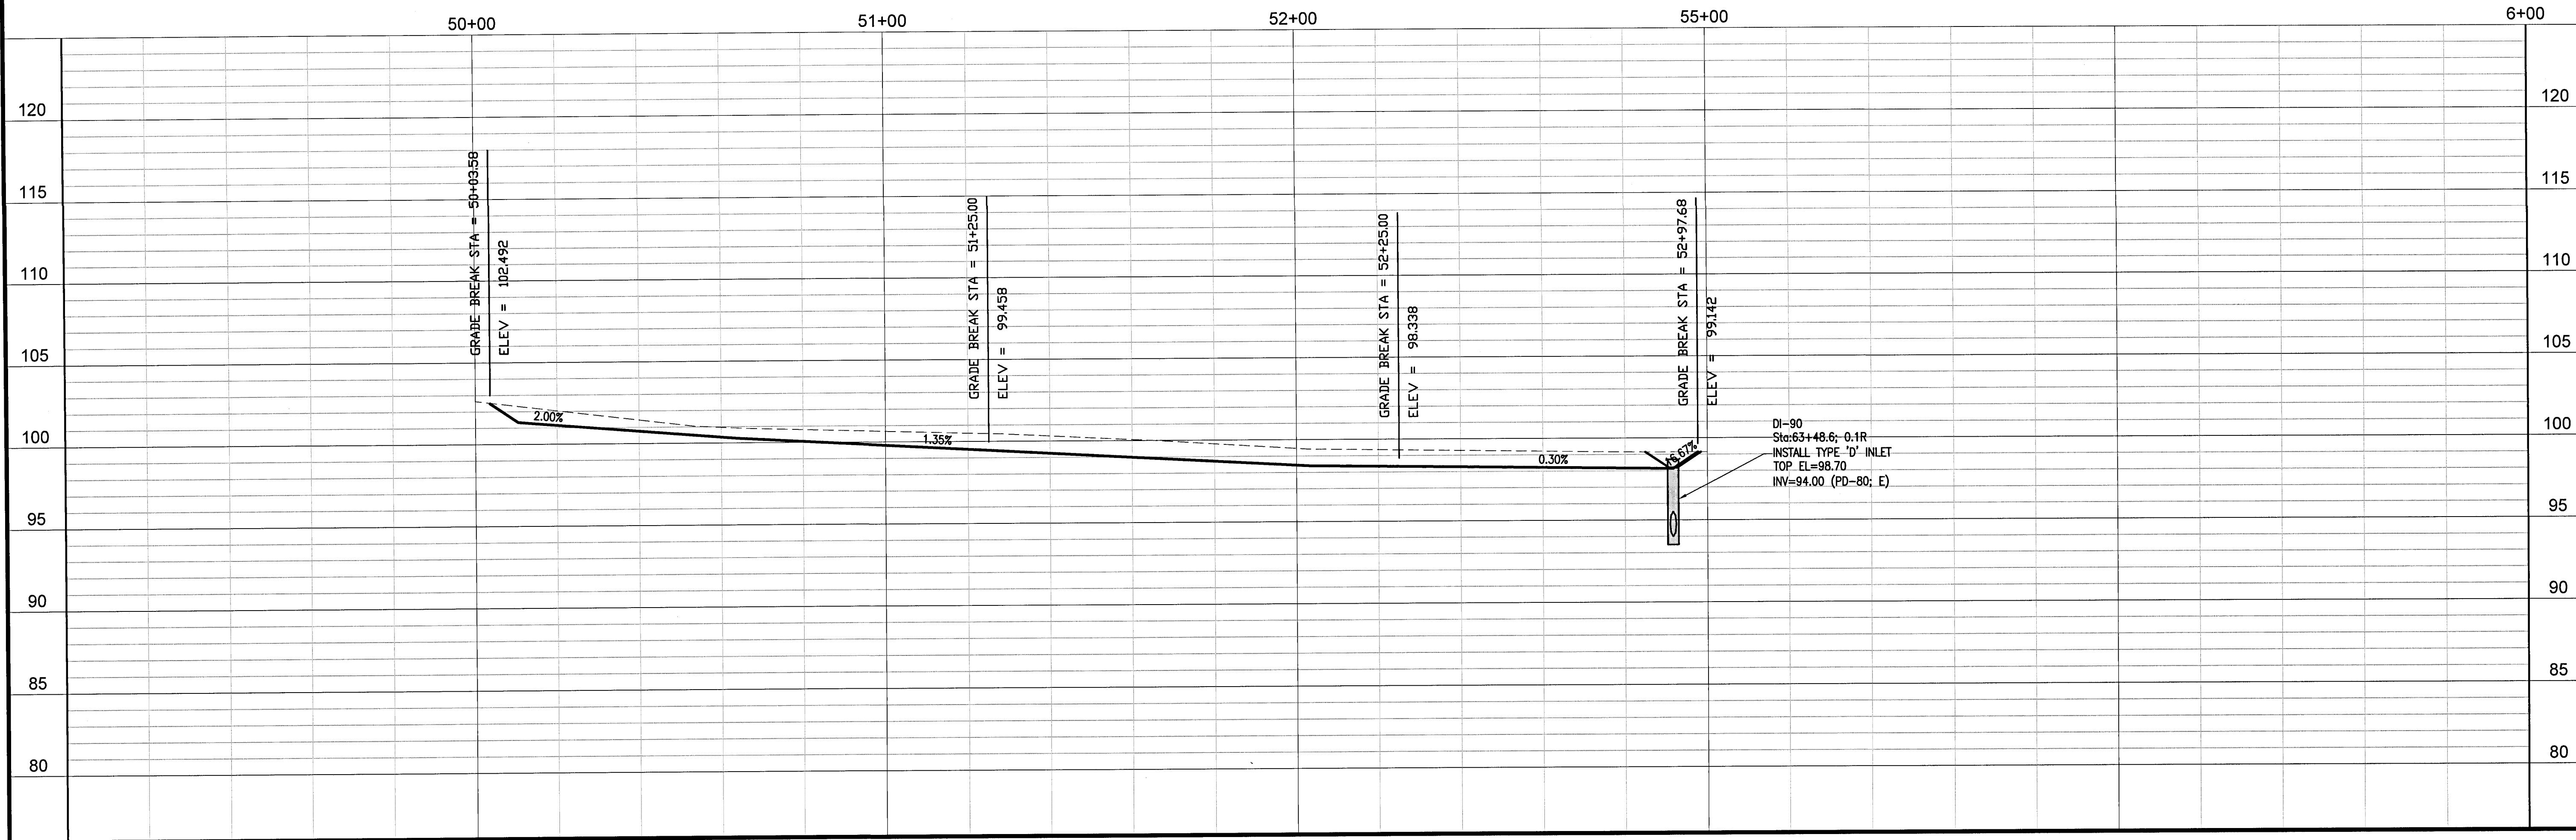 50+00 51+00 52+00 55+00 6+00
120 120
115 115
110 110
105 105
100 100
95 95
90 90
85 85
80 80
GRADE BREAK STA = 50+03.58
ELEV = 102.492
GRADE BREAK STA = 51+25.00
ELEV = 99.458
GRADE BREAK STA = 52+25.00
ELEV = 98.338
GRADE BREAK STA = 52+97.68
ELEV = 99.142
2.00%
1.35%
0.30%
16.67%
DI-90
Sta:63+48.6; 0.1R
INSTALL TYPE 'D' INLET
TOP EL=98.70
INV=94.00 (PD-80; E)